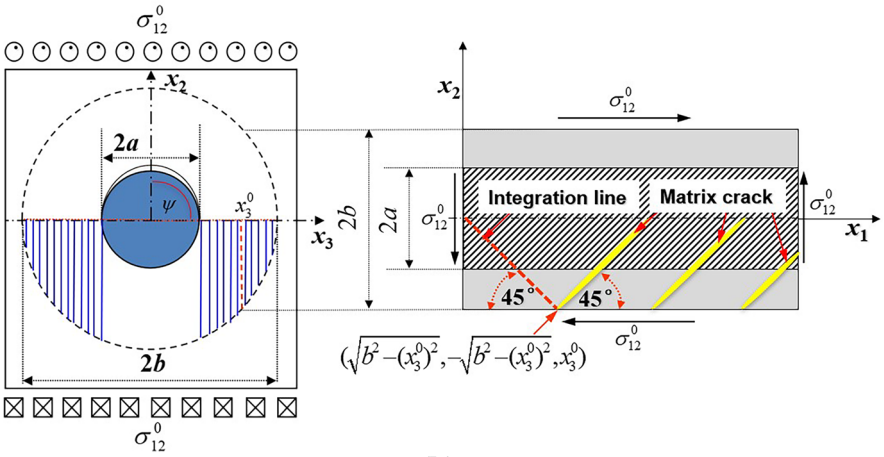 σ⁰₁₂
x₂
2a
ψ
x⁰₃
x₃
2b
σ⁰₁₂
2b
2a
x₂
σ⁰₁₂
Integration line
Matrix crack
σ⁰₁₂
σ⁰₁₂
x₁
45°
45°
σ⁰₁₂
(√b²−(x⁰₃)²,−√b²−(x⁰₃)²,x⁰₃)